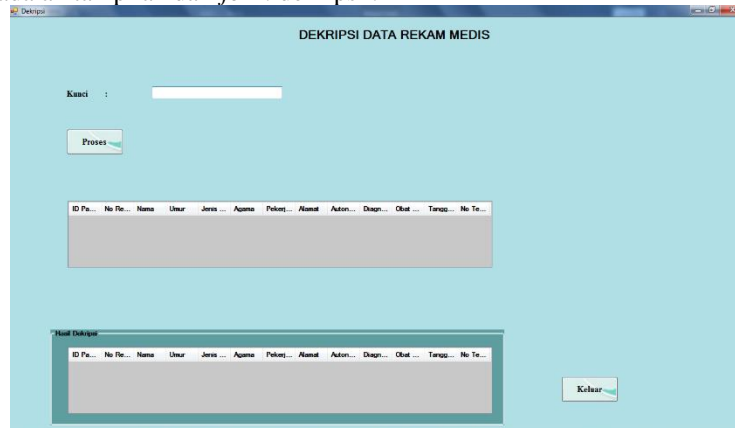 Dekripsi
DEKRIPSI DATA REKAM MEDIS
Kunci :
Proses
ID Pa... No Re... Nama Umur Jenis ... Agama Pekerj... Alamat Auton... Diagn... Obat ... Tangg... No Te...
Hasil Dekripsi
ID Pa... No Re... Nama Umur Jenis ... Agama Pekerj... Alamat Auton... Diagn... Obat ... Tangg... No Te...
Keluar